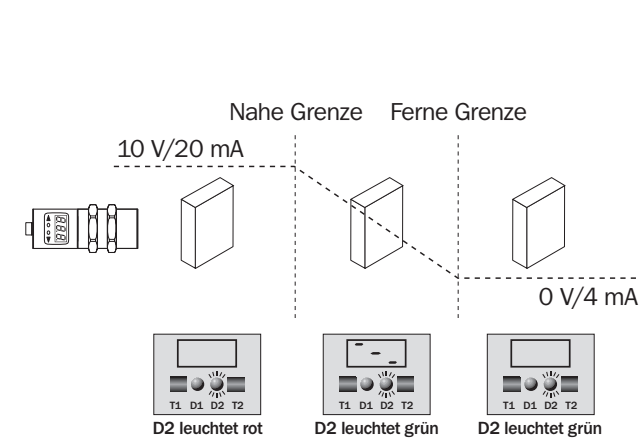 Nahe Grenze Ferne Grenze
10 V/20 mA
0 V/4 mA
T1 D1 D2 T2 T1 D1 D2 T2 T1 D1 D2 T2
D2 leuchtet rot D2 leuchtet grün D2 leuchtet grün